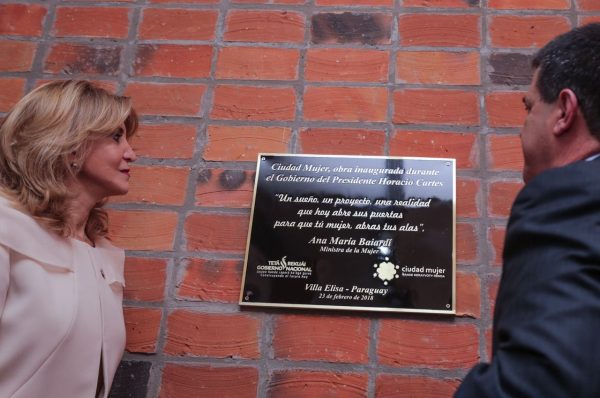 Ciudad Mujer, obra inaugurada durante
el Gobierno del Presidente Horacio Cartes
"Un sueño, un proyecto, una realidad
que hoy abre sus puertas
para que tú mujer, abras tus alas".
Ana María Baiardi
Ministra de la Mujer
TETÃ REKUÁI
GOBIERNO NACIONAL
ciudad mujer
Villa Elisa - Paraguay
23 de febrero de 2018